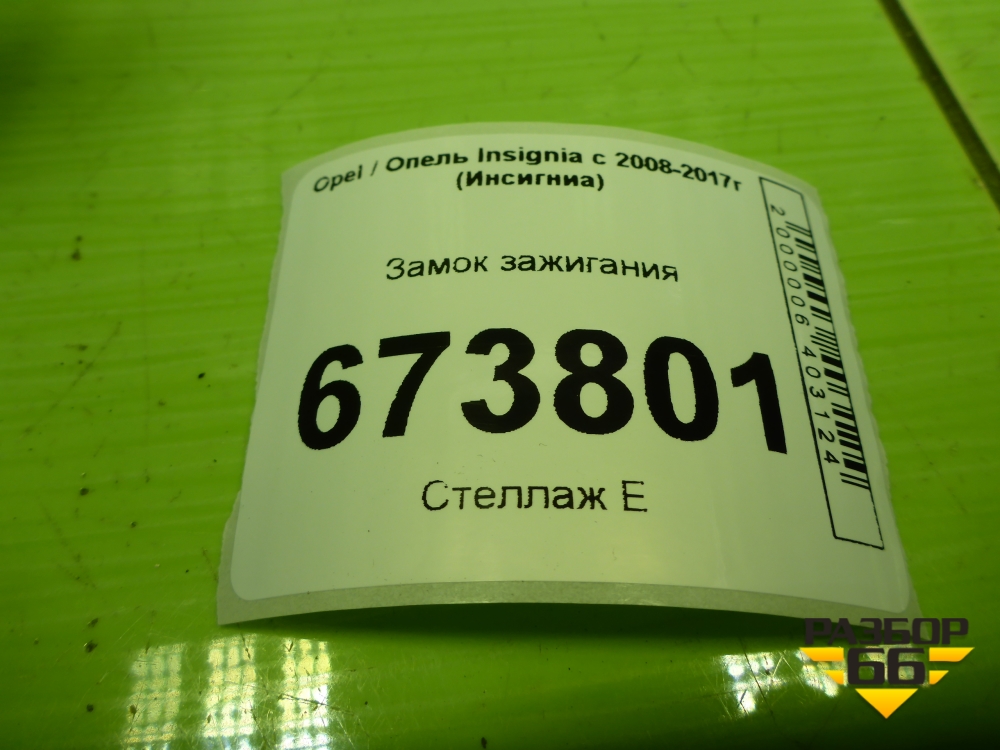 Opel / Опель Insignia с 2008-2017г
(Инсигниа)
Замок зажигания
673801
Стеллаж Е
2000006403124
РАЗБОР
66